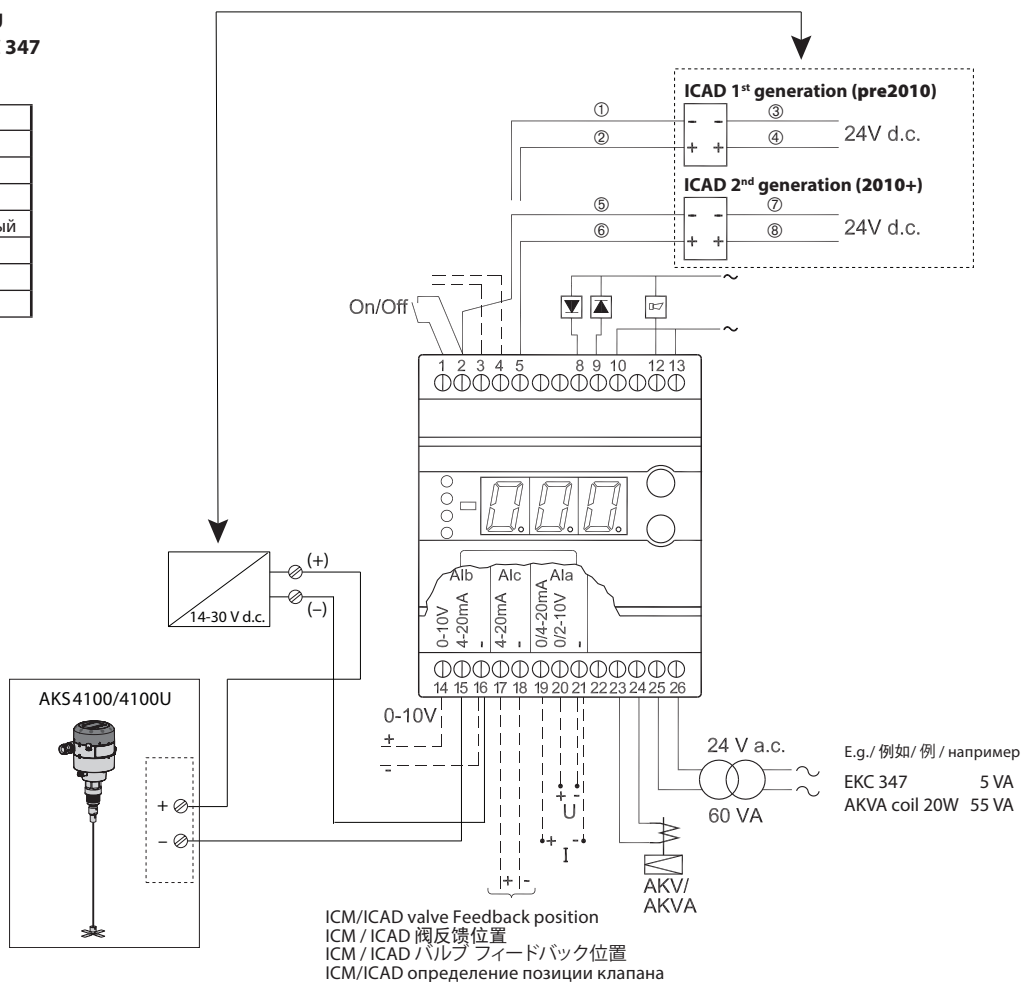 347
ый
ICAD 1st generation (pre2010)
① ③
② ④ 24V d.c.
- -
+ +
ICAD 2nd generation (2010+)
⑤ ⑦
⑥ ⑧ 24V d.c.
- -
+ +
~
On/Off
~
1 2 3 4 5 8 9 10 12 13
(+)
(–)
14-30 V d.c.
AIb AIc AIa
0-10V
4-20mA
-
4-20mA
-
0/4-20mA
0/2-10V
-
14 15 16 17 18 19 20 21 22 23 24 25 26
AKS 4100/4100U
+
–
0-10V
+
-
+ -
U
+ -
I
+ -
24 V a.c.
60 VA
AKV/
AKVA
E.g./ 例如/ 例 / например
EKC 347 5 VA
AKVA coil 20W 55 VA
ICM/ICAD valve Feedback position
ICM / ICAD 阀反馈位置
ICM / ICAD バルブ フィードバック位置
ICM/ICAD определение позиции клапана